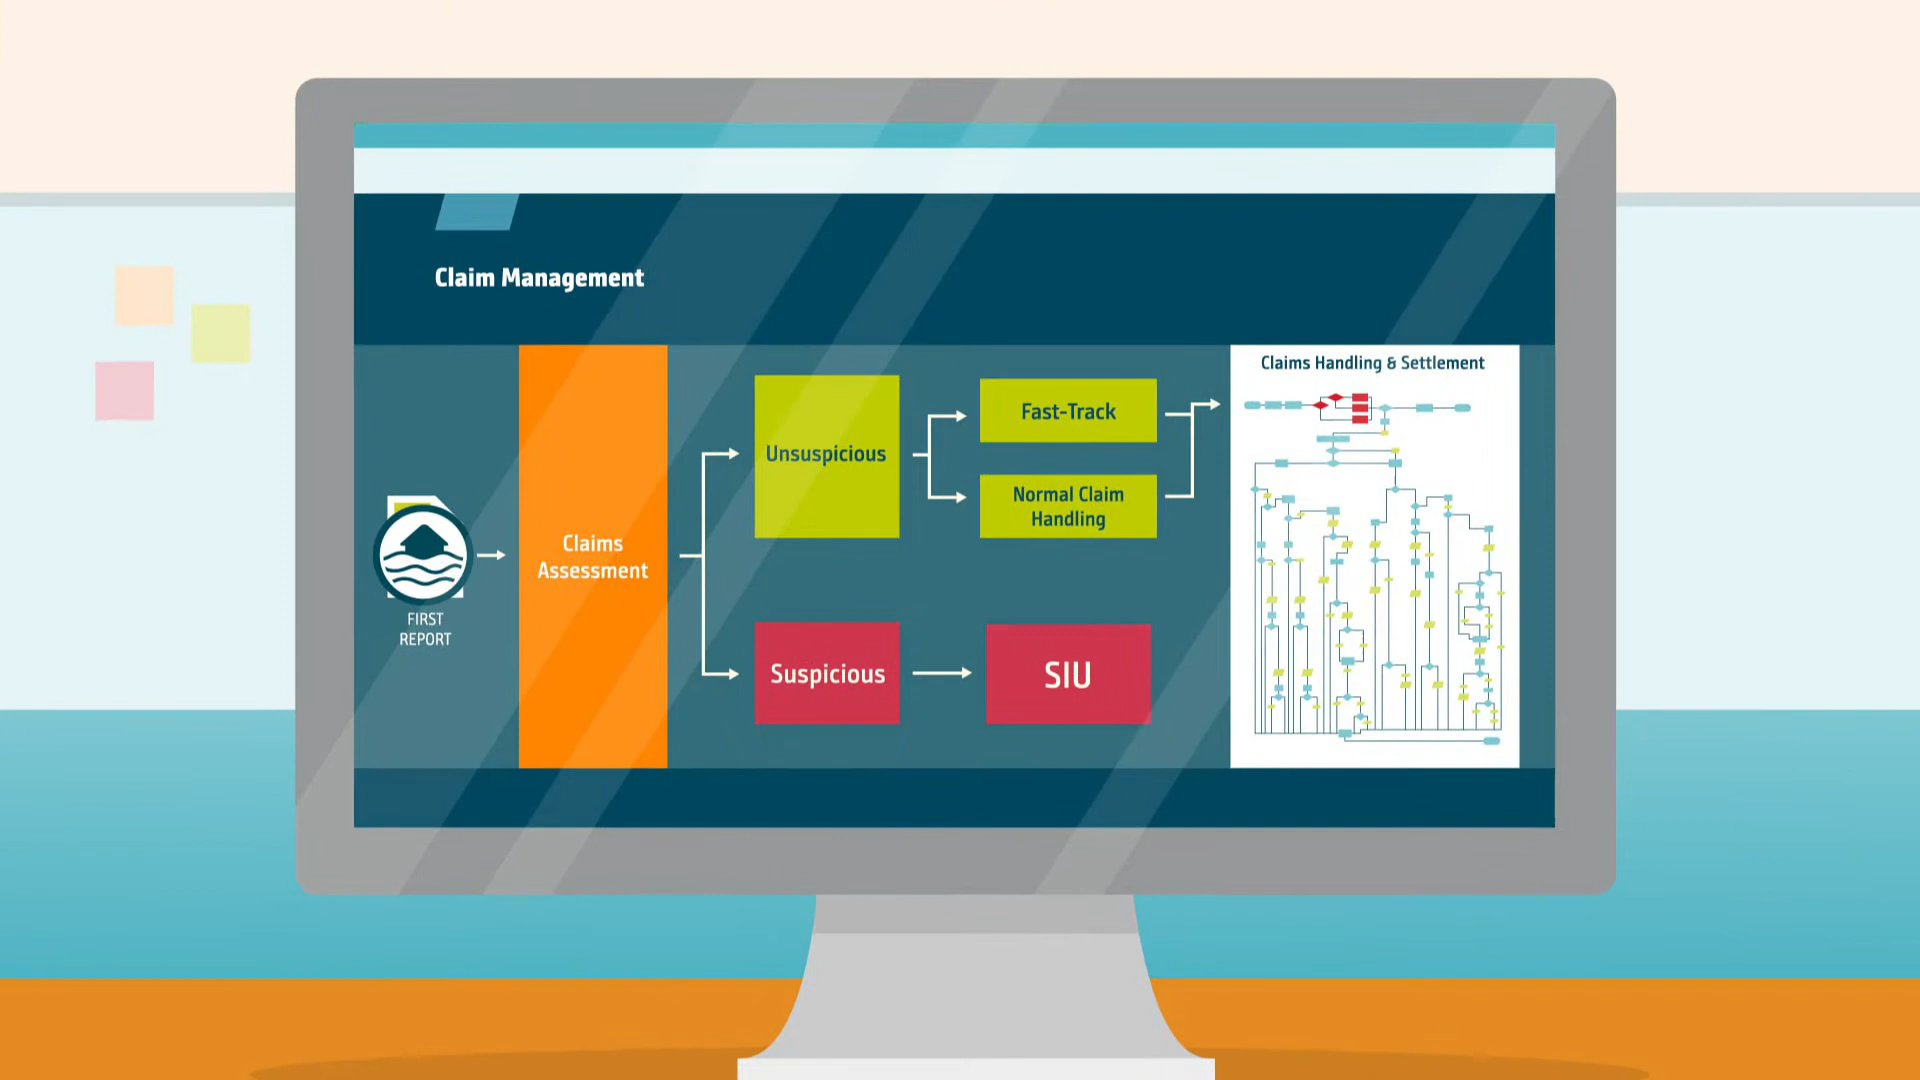 Claim Management
Claims Handling & Settlement
Fast-Track
Unsuspicious
Normal Claim
Handling
Claims
Assessment
FIRST
REPORT
Suspicious
SIU